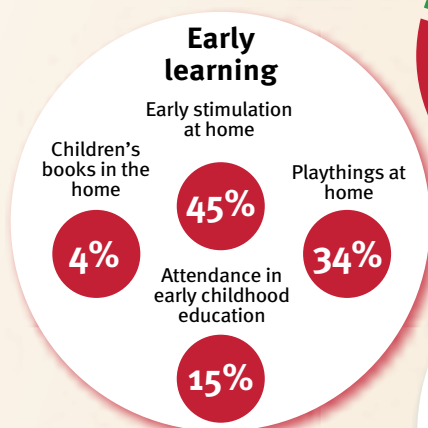 Early
learning
Early stimulation
at home
45%
Children’s
books in the
home
4%
Playthings at
home
34%
Attendance in
early childhood
education
15%